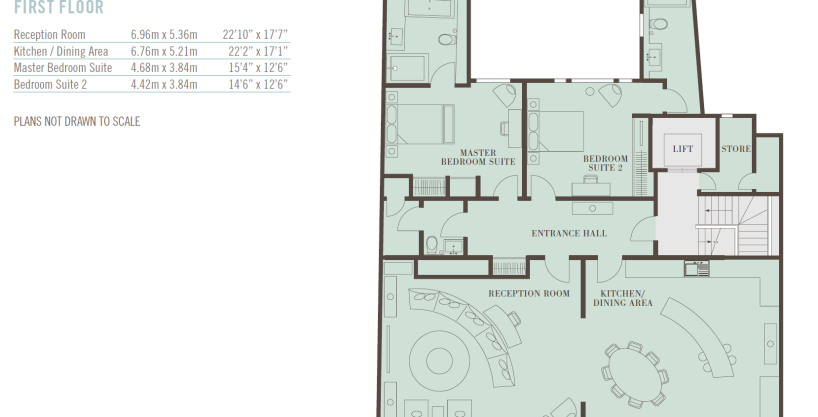 FIRST FLOOR
Reception Room 6.96m x 5.36m 22’10” x 17’7”
Kitchen / Dining Area 6.76m x 5.21m 22’2” x 17’1”
Master Bedroom Suite 4.68m x 3.84m 15’4” x 12’6”
Bedroom Suite 2 4.42m x 3.84m 14’6” x 12’6”
PLANS NOT DRAWN TO SCALE
MASTER
BEDROOM SUITE
BEDROOM
SUITE 2
LIFT
STORE
ENTRANCE HALL
RECEPTION ROOM
KITCHEN/
DINING AREA